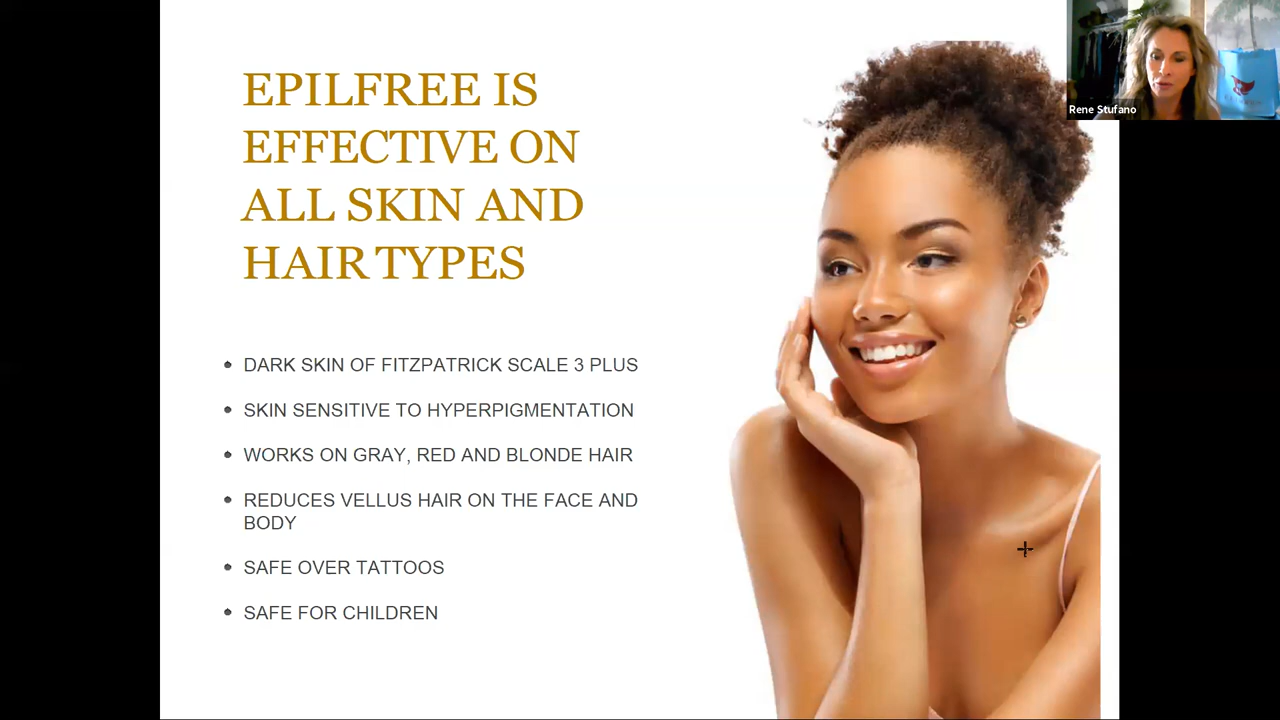 EPILFREE IS
EFFECTIVE ON
ALL SKIN AND
HAIR TYPES
DARK SKIN OF FITZPATRICK SCALE 3 PLUS
SKIN SENSITIVE TO HYPERPIGMENTATION
WORKS ON GRAY, RED AND BLONDE HAIR
REDUCES VELLUS HAIR ON THE FACE AND
BODY
SAFE OVER TATTOOS
SAFE FOR CHILDREN
Rene Stufano